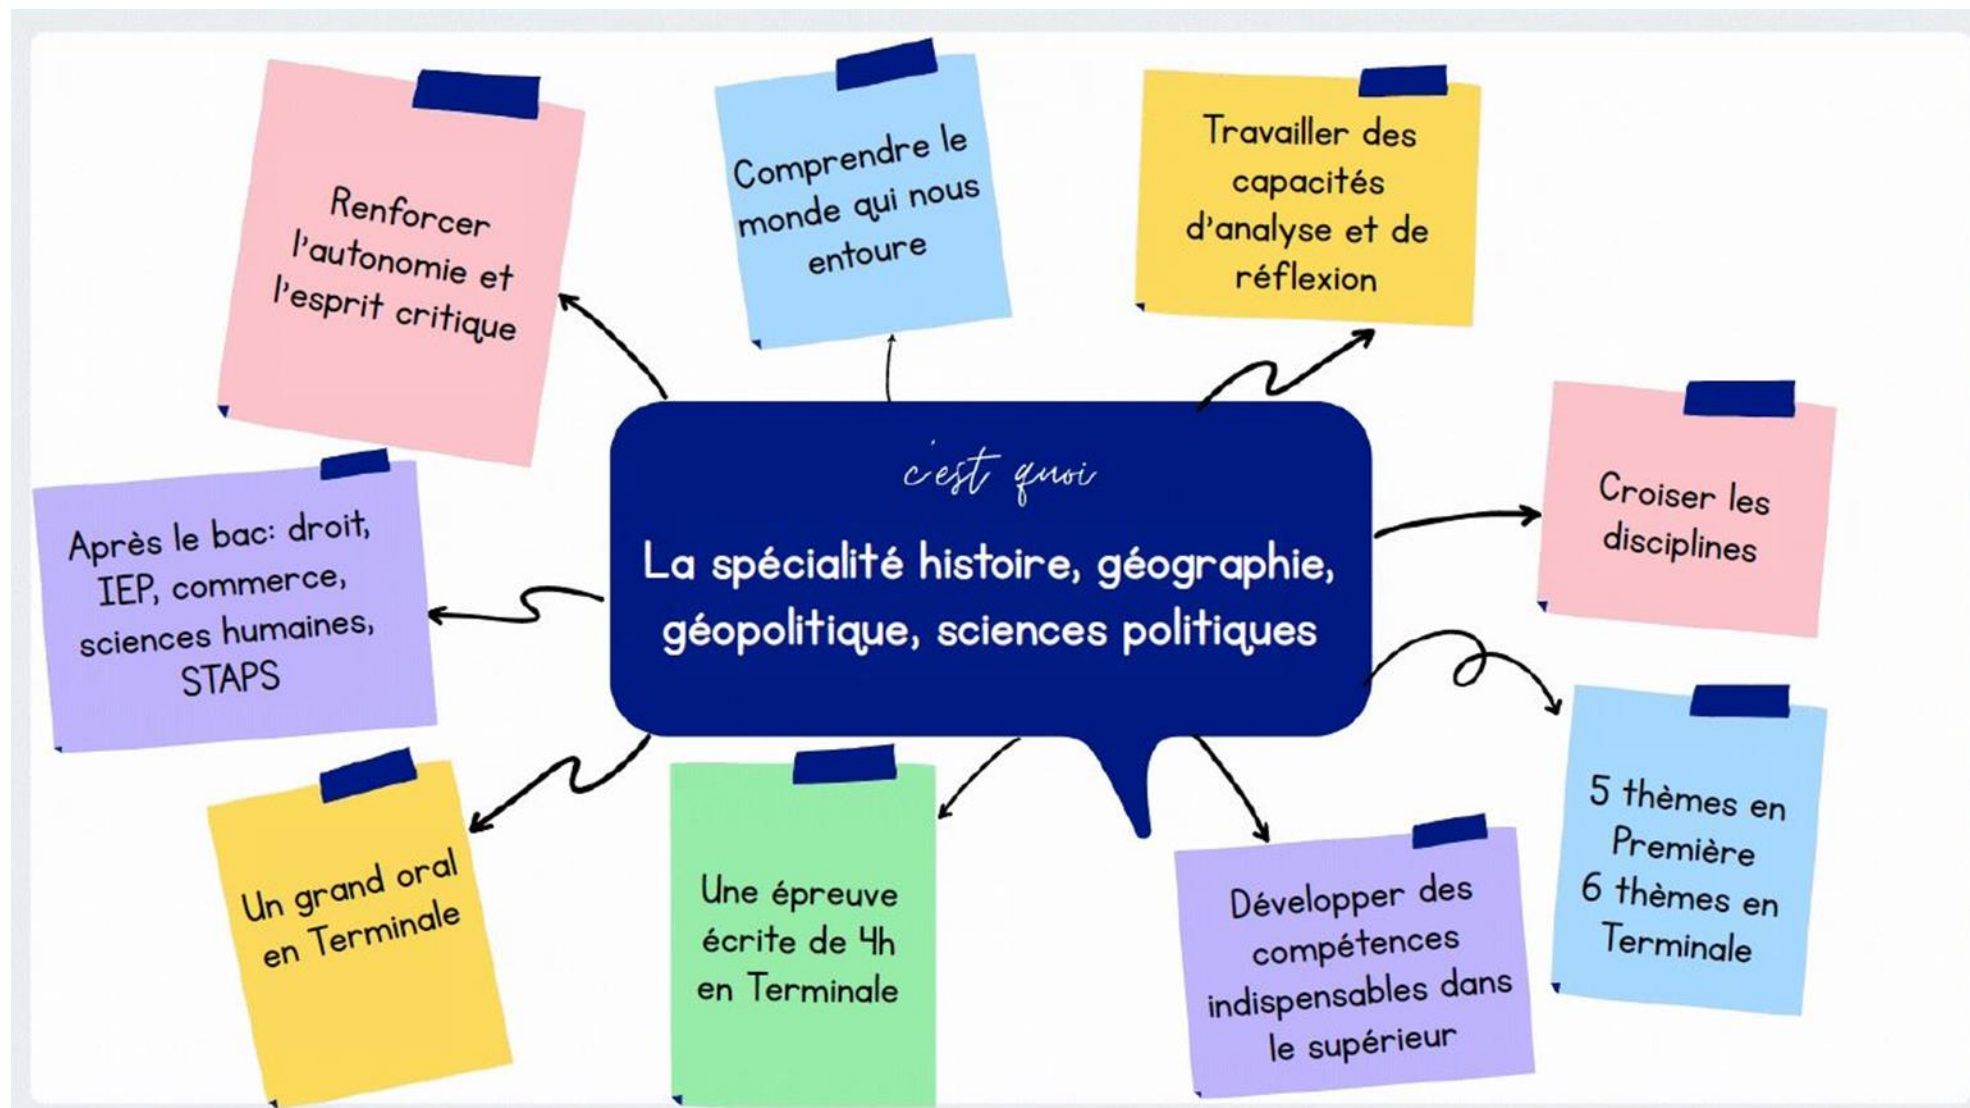 Renforcer
l'autonomie et
l'esprit critique
Comprendre le
monde qui nous
entoure
Travailler des
capacités
d'analyse et de
réflexion
c'est quoi
La spécialité histoire, géographie,
géopolitique, sciences politiques
Croiser les
disciplines
Après le bac: droit,
IEP, commerce,
sciences humaines,
STAPS
5 thèmes en
Première
6 thèmes en
Terminale
Un grand oral
en Terminale
Une épreuve
écrite de 4h
en Terminale
Développer des
compétences
indispensables dans
le supérieur